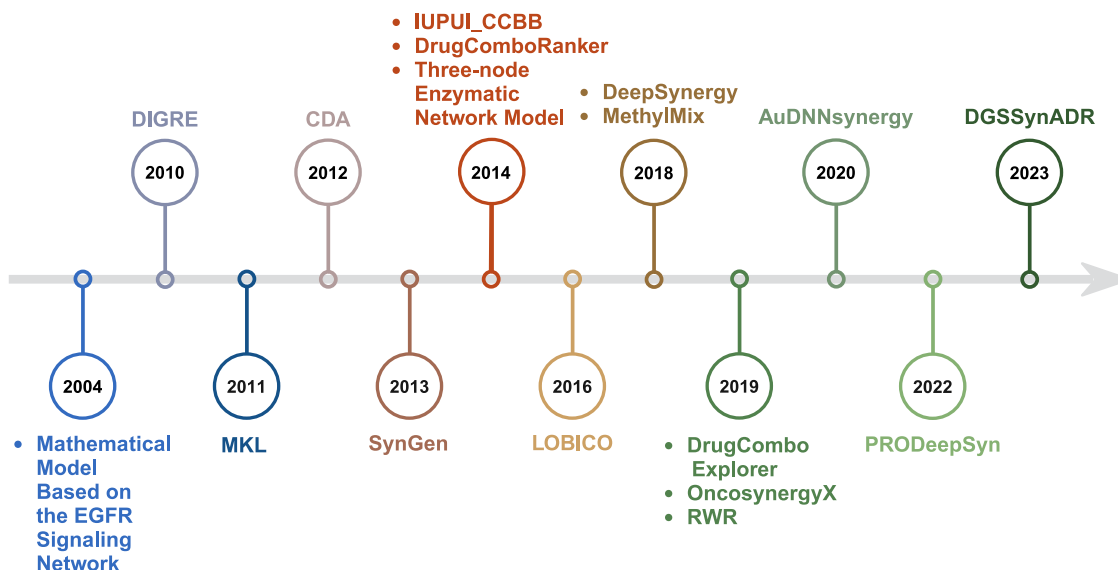 • IUPUI_CCBB
• DrugComboRanker
• Three-node
Enzymatic
Network Model
• DeepSynergy
• MethylMix
DIGRE
CDA
AuDNNsynergy
DGSSynADR
2010
2012
2014
2018
2020
2023
2004
2011
2013
2016
2019
2022
• Mathematical
Model
Based on
the EGFR
Signaling
Network
MKL
SynGen
LOBICO
• DrugCombo
Explorer
• OncosynergyX
• RWR
PRODeepSyn